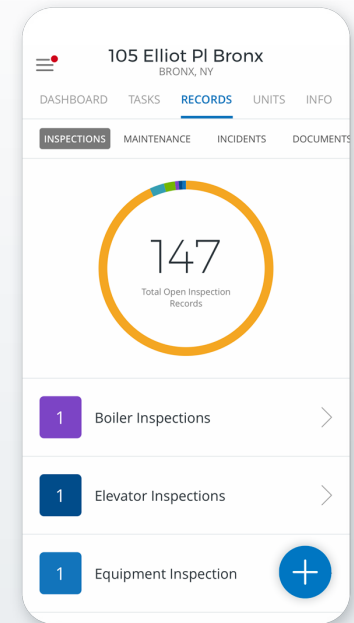 105 Elliot Pl Bronx
BRONX, NY
DASHBOARD TASKS RECORDS UNITS INFO
INSPECTIONS MAINTENANCE INCIDENTS DOCUMENTS
147
Total Open Inspection
Records
1 Boiler Inspections
1 Elevator Inspections
1 Equipment Inspection